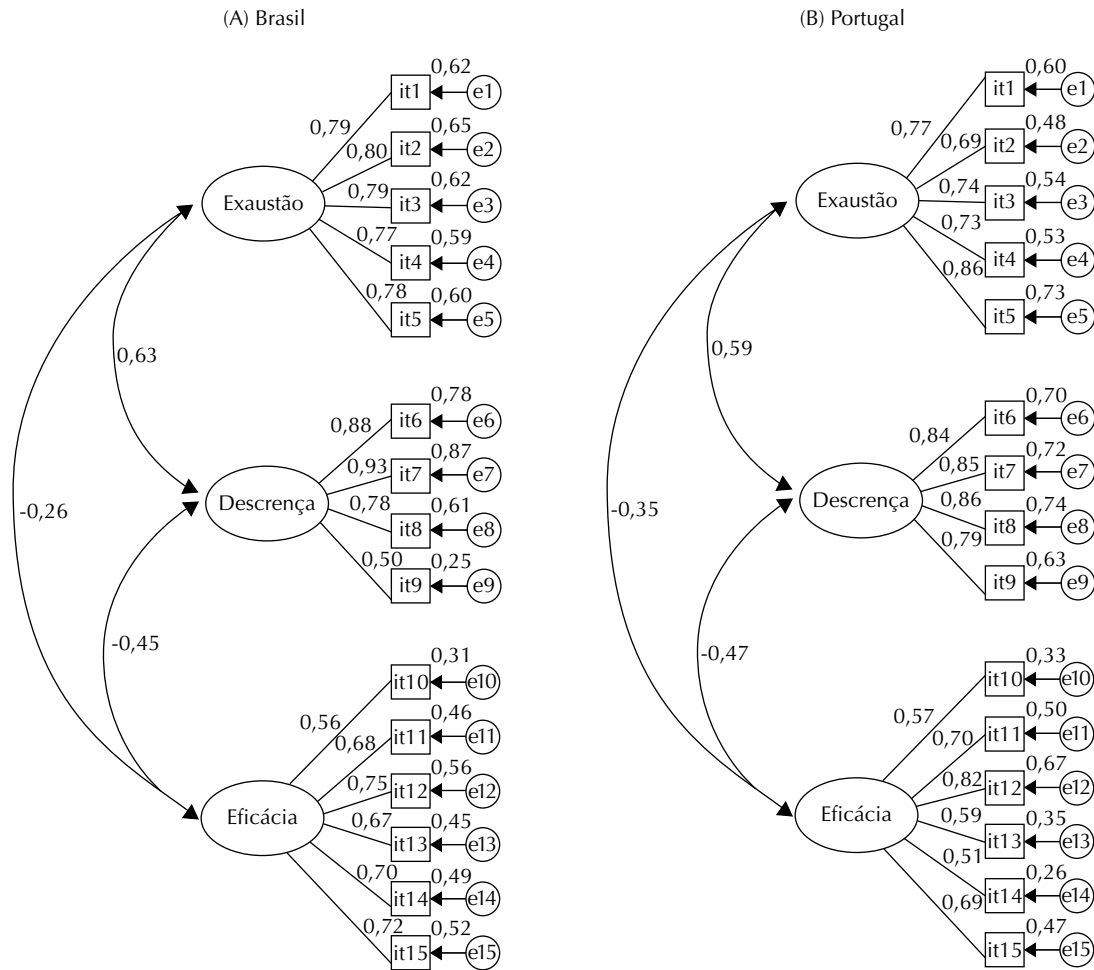 (A) Brasil
Exaustão
Descrença
Eficácia
0,63
-0,26
-0,45
0,79
0,80
0,79
0,77
0,78
it1 0,62 e1
it2 0,65 e2
it3 0,62 e3
it4 0,59 e4
it5 0,60 e5
0,88
0,93
0,78
0,50
it6 0,78 e6
it7 0,87 e7
it8 0,61 e8
it9 0,25 e9
0,56
0,68
0,75
0,67
0,70
0,72
it10 0,31 e10
it11 0,46 e11
it12 0,56 e12
it13 0,45 e13
it14 0,49 e14
it15 0,52 e15
(B) Portugal
Exaustão
Descrença
Eficácia
0,59
-0,35
-0,47
0,77
0,69
0,74
0,73
0,86
it1 0,60 e1
it2 0,48 e2
it3 0,54 e3
it4 0,53 e4
it5 0,73 e5
0,84
0,85
0,86
0,79
it6 0,70 e6
it7 0,72 e7
it8 0,74 e8
it9 0,63 e9
0,57
0,70
0,82
0,59
0,51
0,69
it10 0,33 e10
it11 0,50 e11
it12 0,67 e12
it13 0,35 e13
it14 0,26 e14
it15 0,47 e15